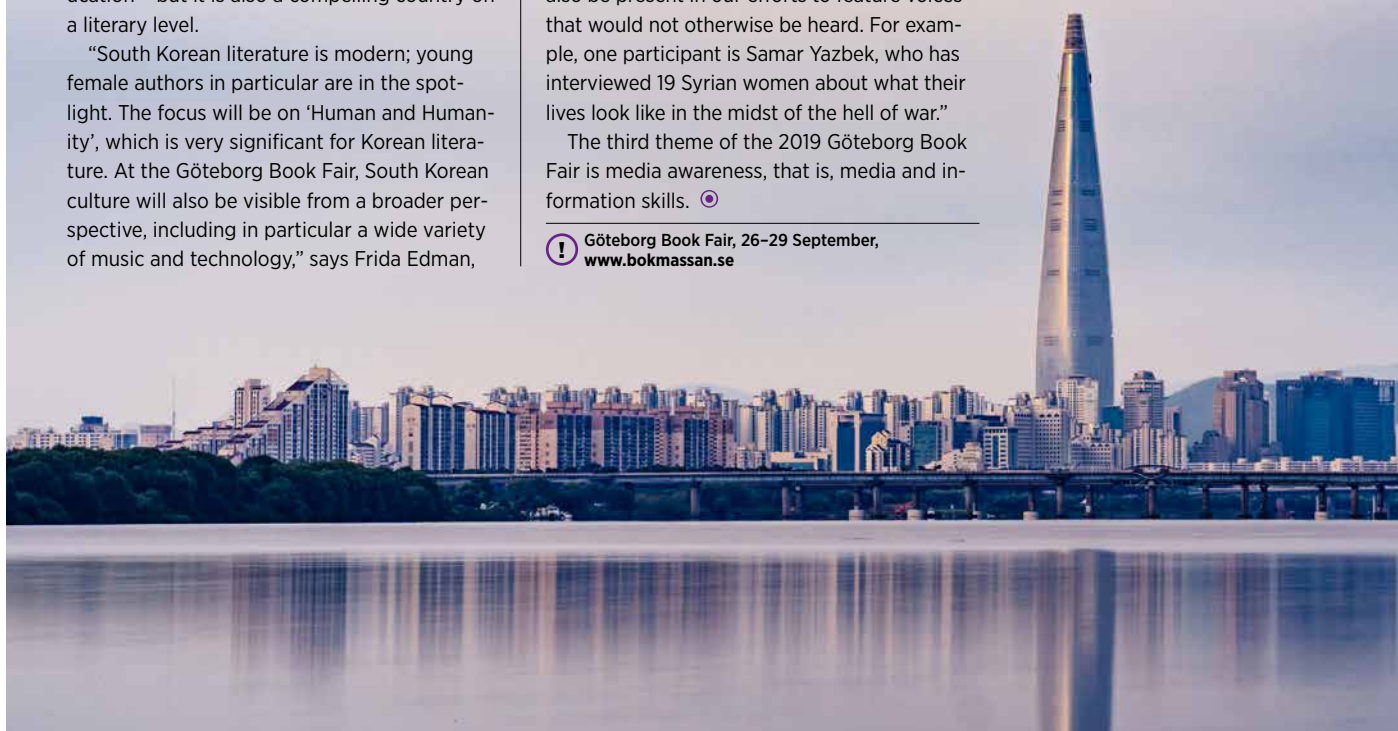 a literary level.
“South Korean literature is modern; young
female authors in particular are in the spot-
light. The focus will be on ‘Human and Human-
ity’, which is very significant for Korean litera-
ture. At the Göteborg Book Fair, South Korean
culture will also be visible from a broader per-
spective, including in particular a wide variety
of music and technology,” says Frida Edman,
that would not otherwise be heard. For exam-
ple, one participant is Samar Yazbek, who has
interviewed 19 Syrian women about what their
lives look like in the midst of the hell of war.”
The third theme of the 2019 Göteborg Book
Fair is media awareness, that is, media and in-
formation skills.
! Göteborg Book Fair, 26–29 September,
www.bokmassan.se